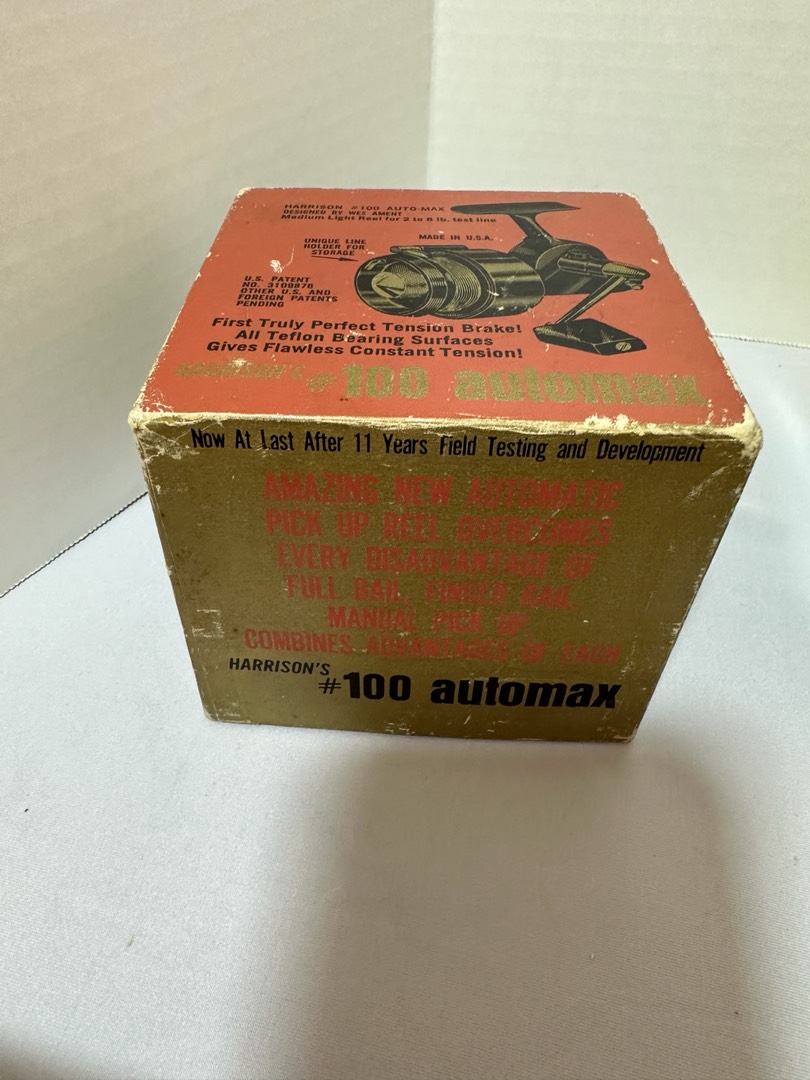 HARRISON #100 AUTO-MAX
DESIGNED BY WES AMENT
Medium Light Reel for 2 to 8 lb. test line
MADE IN U.S.A.
UNIQUE LINE
HOLDER FOR
STORAGE
U.S. PATENT
NO. 3109876
OTHER U.S. AND
FOREIGN PATENTS
PENDING
First Truly Perfect Tension Brake!
All Teflon Bearing Surfaces
Gives Flawless Constant Tension!
HARRISON'S
#100 automax
Now At Last After 11 Years Field Testing and Development
AMAZING NEW AUTOMATIC
PICK UP REEL OVERCOMES
EVERY DISADVANTAGE OF
FULL BAIL, FINGER BAIL,
MANUAL PICK UP
COMBINES ADVANTAGES OF EACH
HARRISON'S
#100 automax